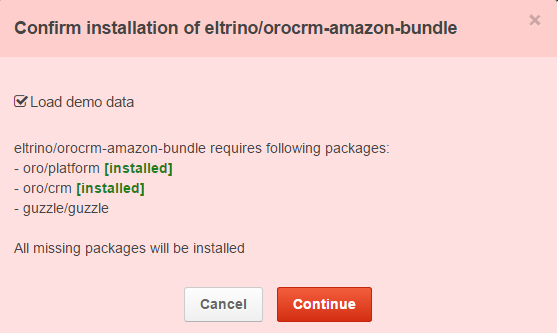 Confirm installation of eltrino/orocrm-amazon-bundle
×
Load demo data
eltrino/orocrm-amazon-bundle requires following packages:
- oro/platform [installed]
- oro/crm [installed]
- guzzle/guzzle
All missing packages will be installed
Cancel
Continue